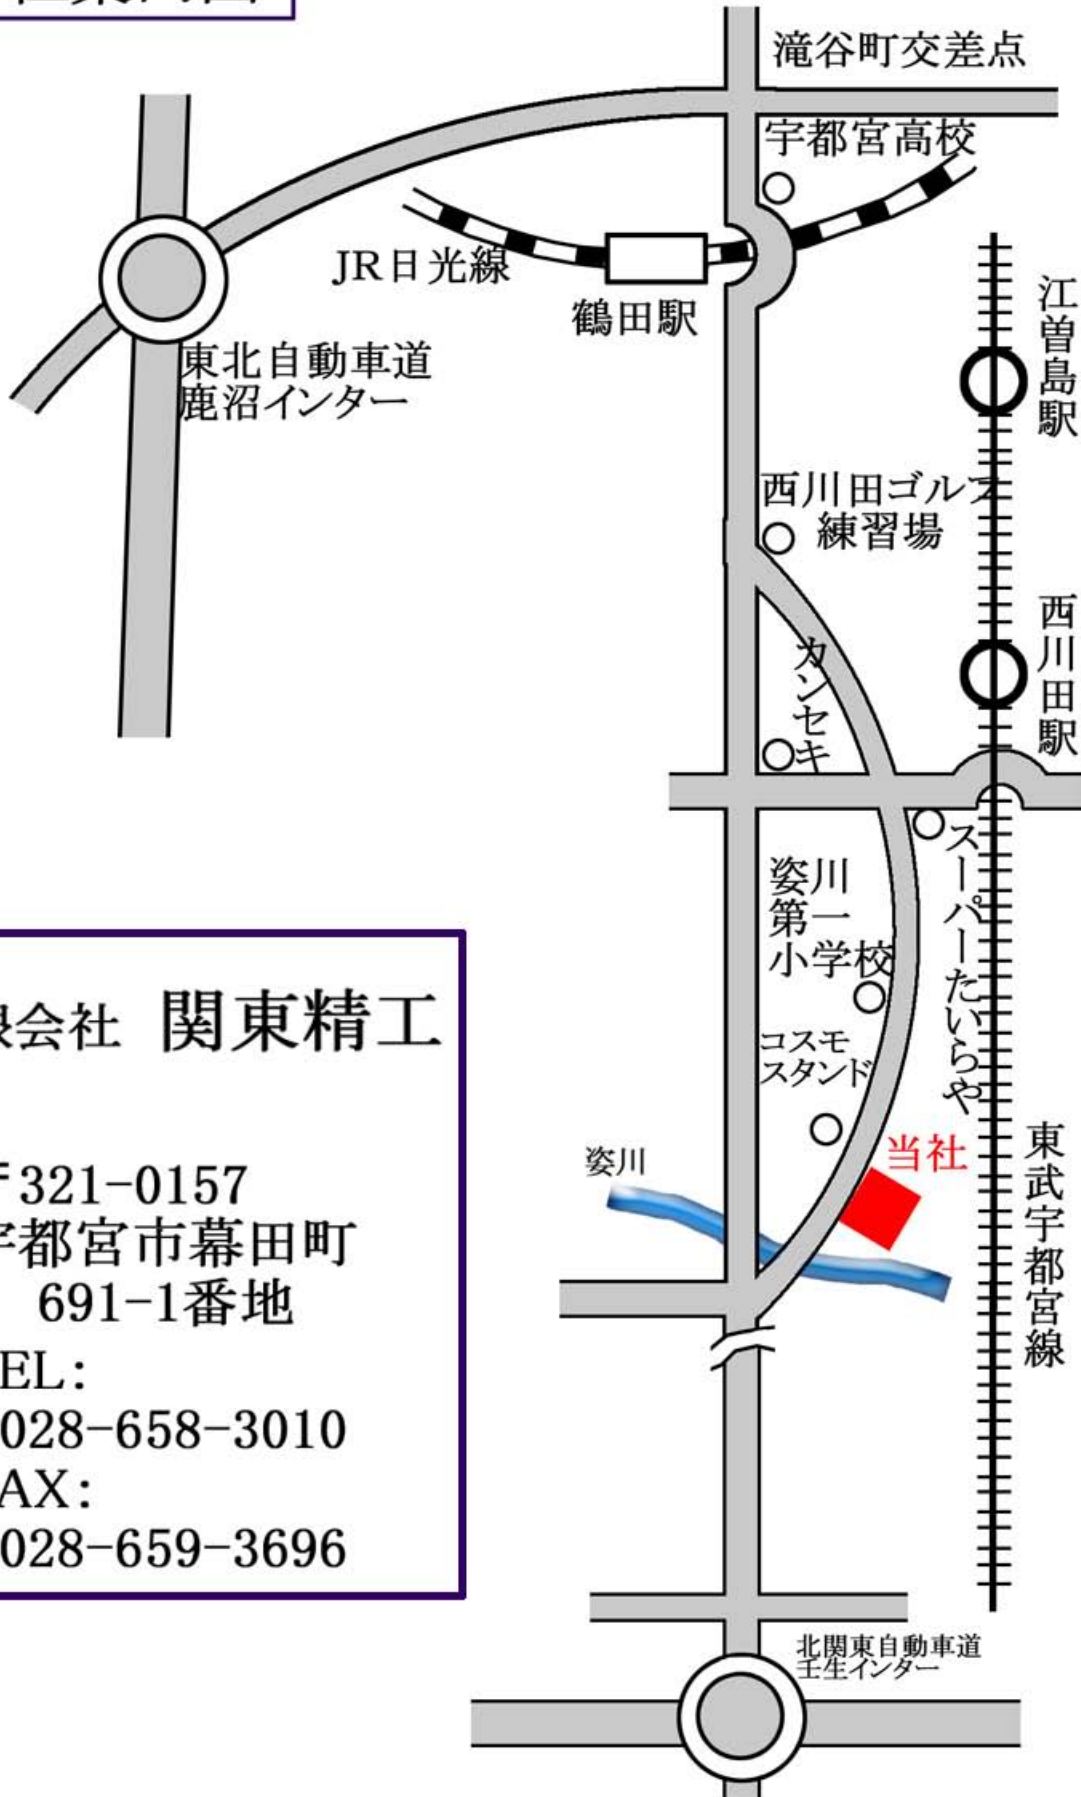 滝谷町交差点
宇都宮高校
JR日光線
鶴田駅
江曽島駅
東北自動車道
鹿沼インター
西川田ゴルフ
練習場
西川田駅
カンセキ
スーパーたいらや
姿川
第一
小学校
コスモ
スタンド
当社
姿川
東武宇都宮線
会社 関東精工
〒321-0157
宇都宮市幕田町
691-1番地
EL:
028-658-3010
AX:
028-659-3696
北関東自動車道
壬生インター